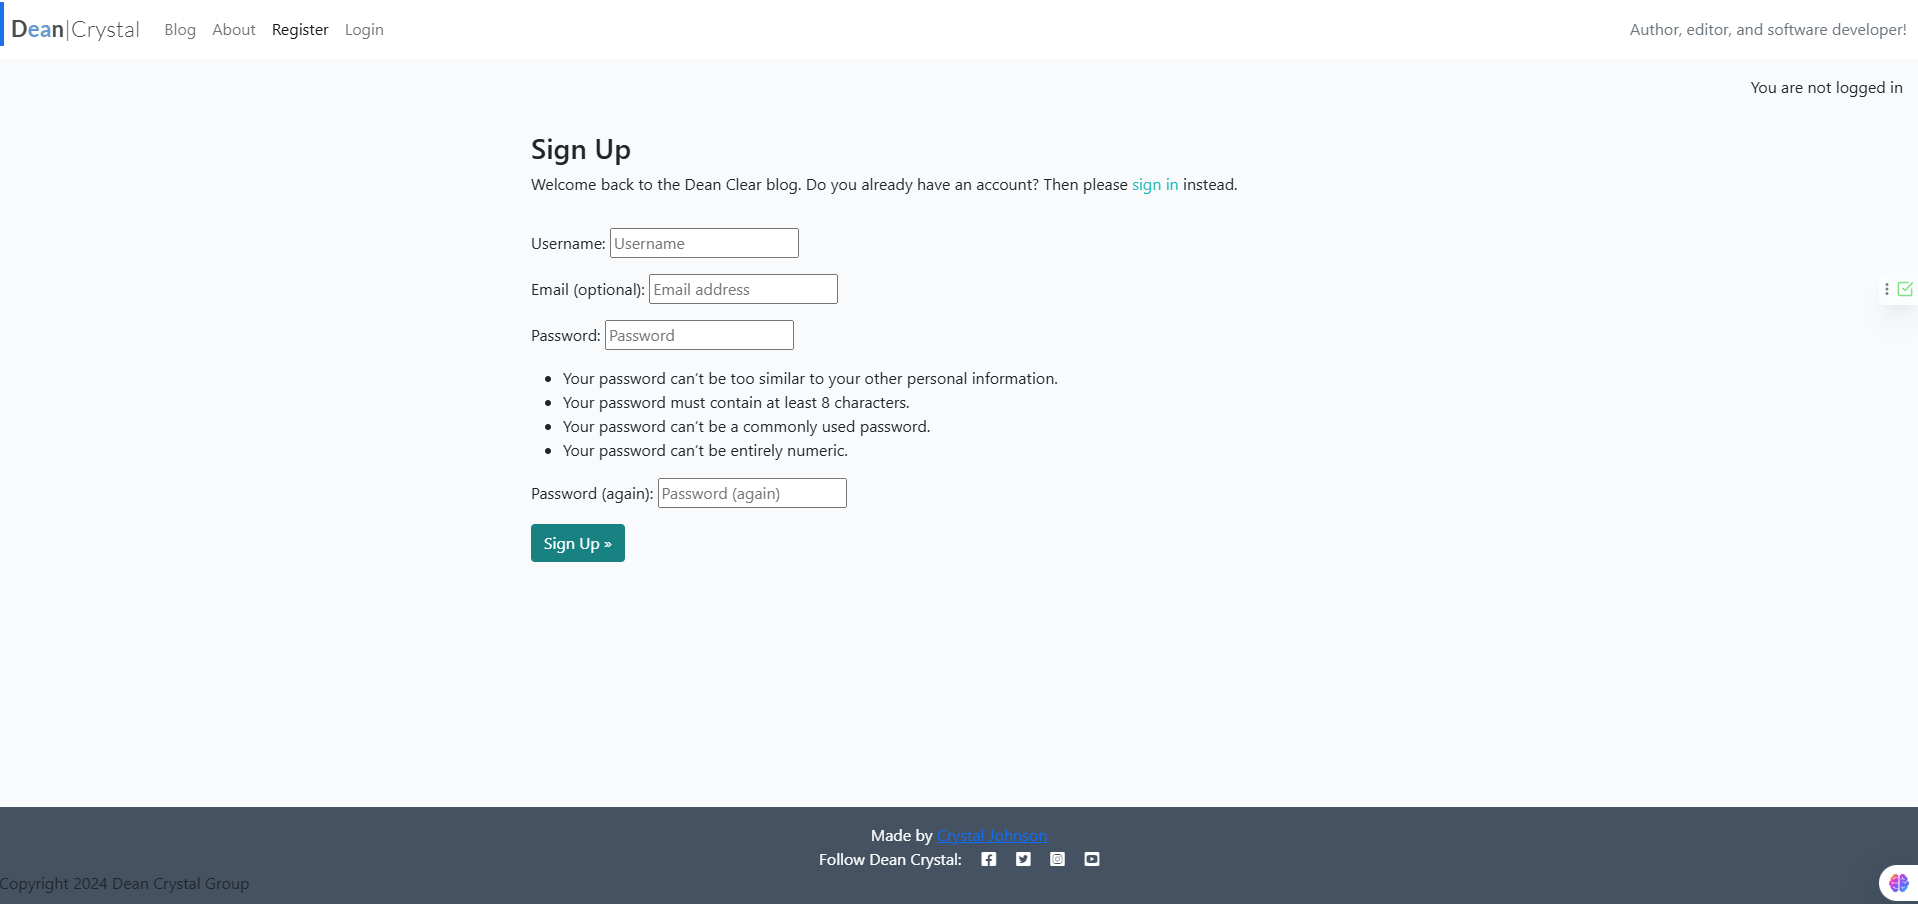 Dean|Crystal Blog About Register Login Author, editor, and software developer!
You are not logged in
Sign Up
Welcome back to the Dean Clear blog. Do you already have an account? Then please sign in instead.
Username: Username
Email (optional): Email address
Password: Password
• Your password can't be too similar to your other personal information.
• Your password must contain at least 8 characters.
• Your password can't be a commonly used password.
• Your password can't be entirely numeric.
Password (again): Password (again)
Sign Up »
Made by Crystal Johnson
Follow Dean Crystal:
Copyright 2024 Dean Crystal Group